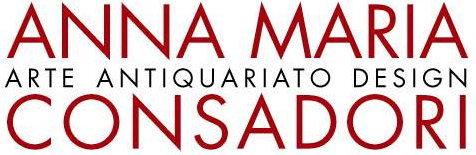 ANNA MARIA
ARTE ANTIQUARIATO DESIGN
CONSADORI